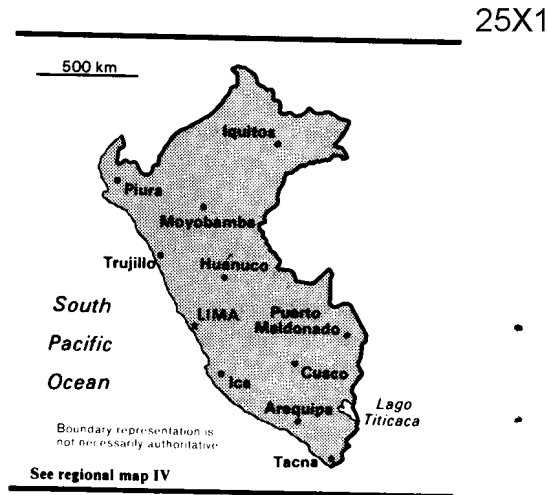 25X1
500 km
Iquitos
Piura
Moyobamba
Trujillo
Huánuco
South
Pacific
Ocean
LIMA
Puerto
Maldonado
Cusco
Ica
Arequipa
Lago
Titicaca
Boundary representation is
not necessarily authoritative
Tacna
See regional map IV